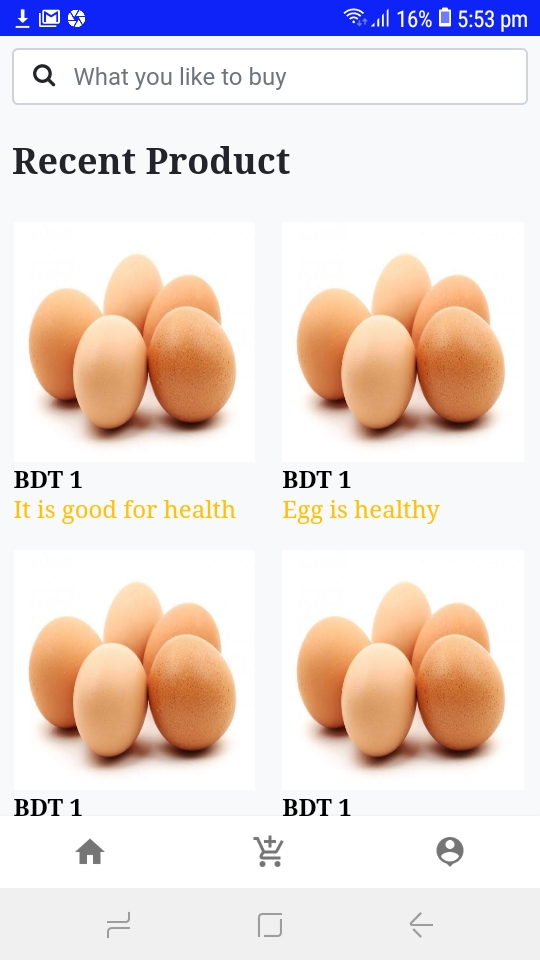 16% 5:53 pm
What you like to buy
Recent Product
BDT 1
It is good for health
BDT 1
Egg is healthy
BDT 1
BDT 1